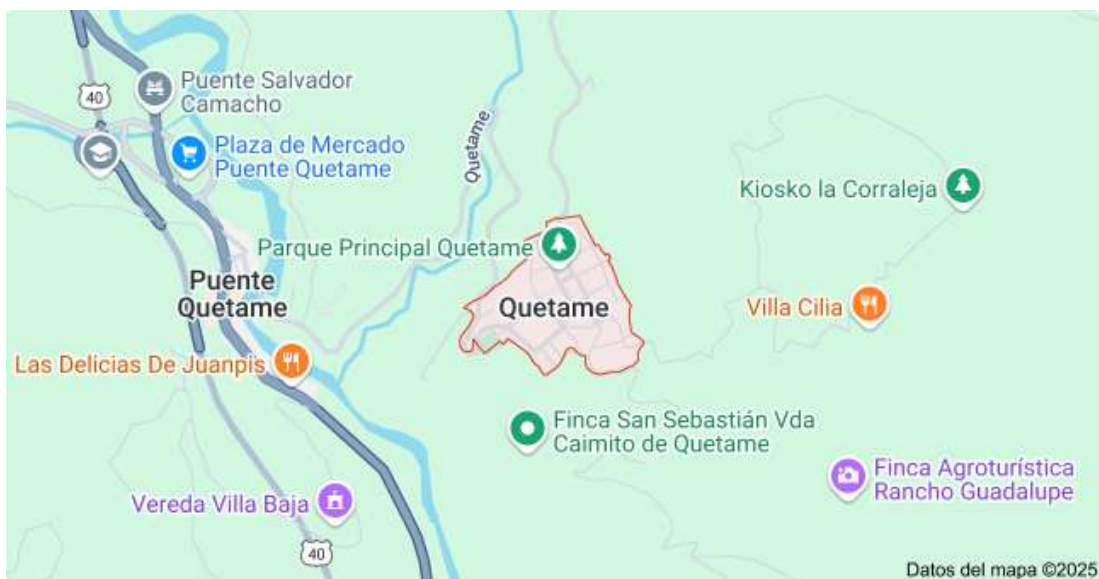 Puente Salvador
Camacho
40
Plaza de Mercado
Puente Quetame
Quetame
Kiosko la Corraleja
Parque Principal Quetame
Puente
Quetame
Quetame
Villa Cilia
Las Delicias De Juanpis
Finca San Sebastián Vda
Caimito de Quetame
Finca Agroturística
Rancho Guadalupe
Vereda Villa Baja
40
Datos del mapa ©2025